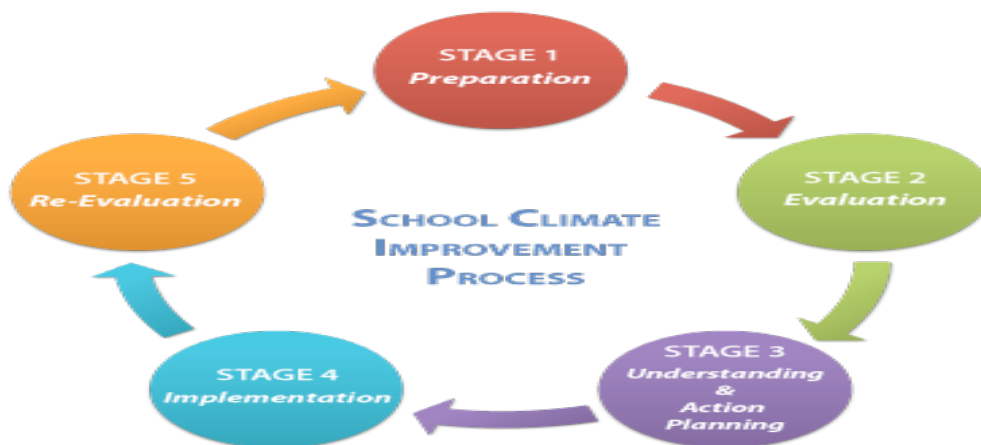 STAGE 1
Preparation
STAGE 2
Evaluation
STAGE 3
Understanding
&
Action
Planning
STAGE 4
Implementation
STAGE 5
Re-Evaluation
SCHOOL CLIMATE
IMPROVEMENT
PROCESS